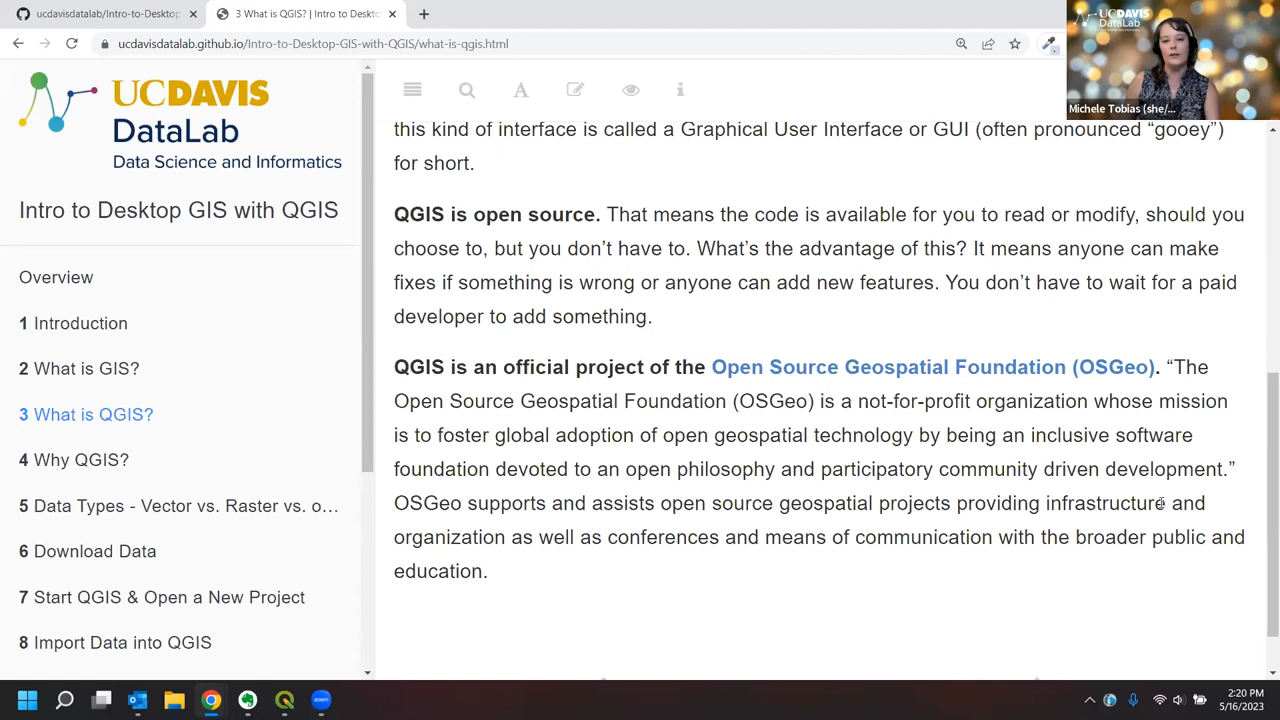 ucdavisdatalab/Intro-to-Desktop
3 What is QGIS? | Intro to Deskto
ucdavisdatalab.github.io/Intro-to-Desktop-GIS-with-QGIS/what-is-qgis.html
UCDAVIS
DataLab
Michele Tobias (she/...
UCDAVIS
DataLab
Data Science and Informatics
Intro to Desktop GIS with QGIS
Overview
1 Introduction
2 What is GIS?
3 What is QGIS?
4 Why QGIS?
5 Data Types - Vector vs. Raster vs. o...
6 Download Data
7 Start QGIS & Open a New Project
8 Import Data into QGIS
this kind of interface is called a Graphical User Interface or GUI (often pronounced “gooey”)
for short.
QGIS is open source. That means the code is available for you to read or modify, should you
choose to, but you don’t have to. What’s the advantage of this? It means anyone can make
fixes if something is wrong or anyone can add new features. You don’t have to wait for a paid
developer to add something.
QGIS is an official project of the Open Source Geospatial Foundation (OSGeo). “The
Open Source Geospatial Foundation (OSGeo) is a not-for-profit organization whose mission
is to foster global adoption of open geospatial technology by being an inclusive software
foundation devoted to an open philosophy and participatory community driven development.”
OSGeo supports and assists open source geospatial projects providing infrastructure and
organization as well as conferences and means of communication with the broader public and
education.
zoom
2:20 PM
5/16/2023